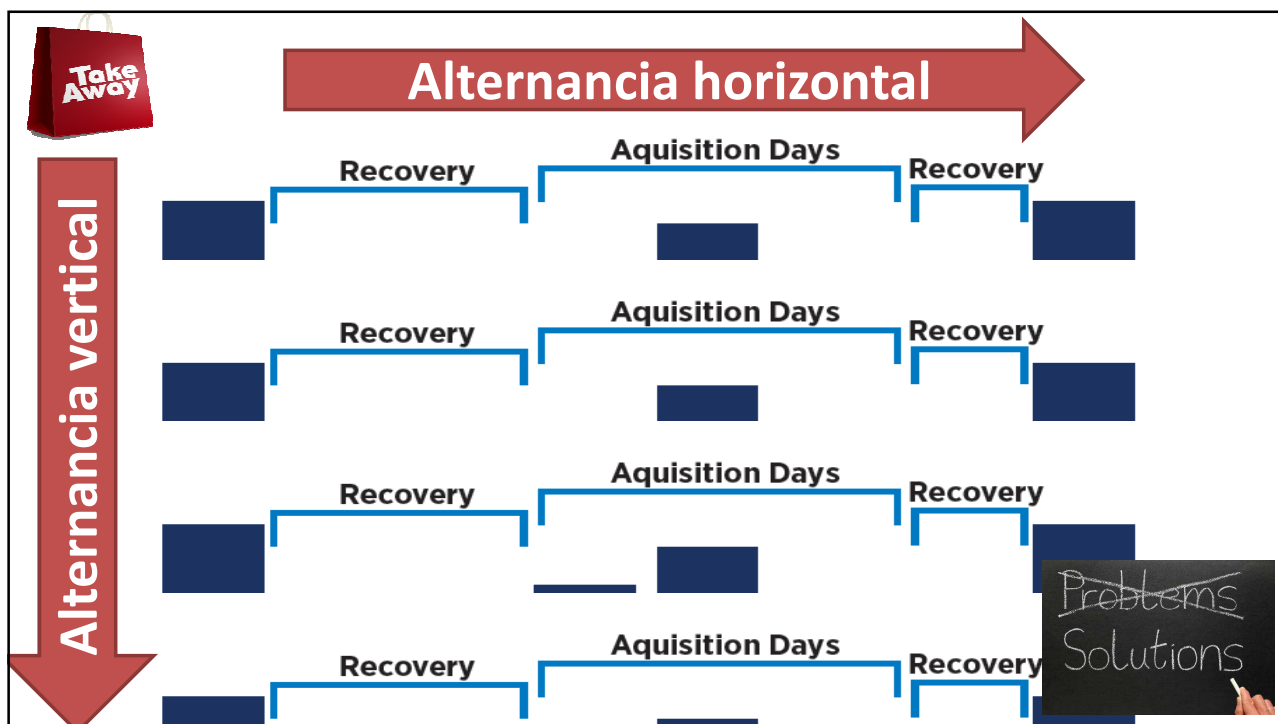 Take
Away
Alternancia horizontal
Alternancia vertical
Recovery
Aquisition Days
Recovery
Recovery
Aquisition Days
Recovery
Recovery
Aquisition Days
Recovery
Recovery
Aquisition Days
Recovery
Problems
Solutions